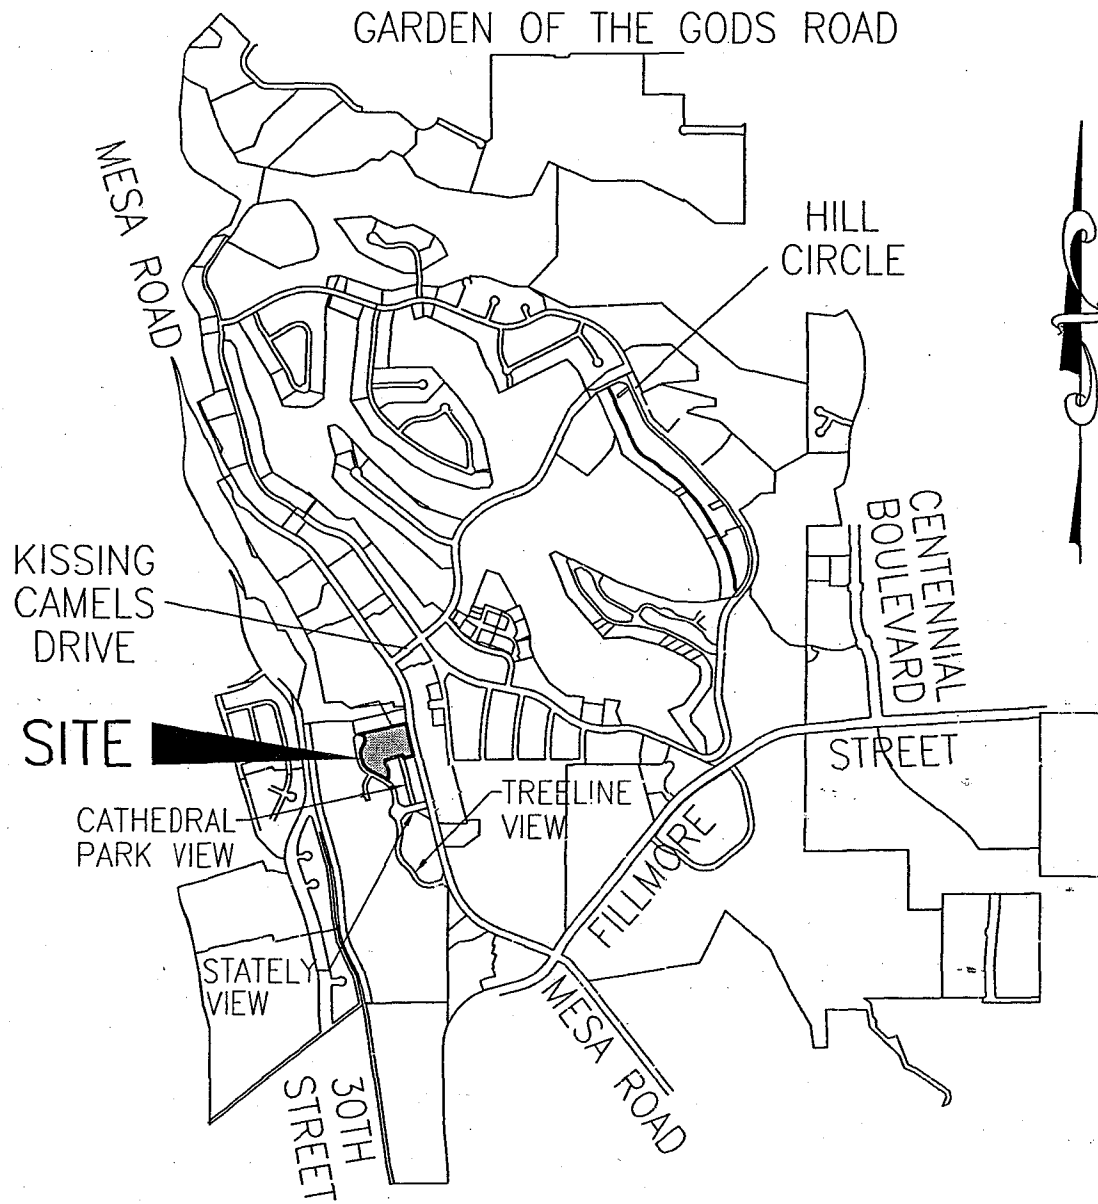 GARDEN OF THE GODS ROAD
MESA ROAD
HILL
CIRCLE
KISSING
CAMELS
DRIVE
CENTENNIAL
BOULEVARD
SITE
STREET
TREELINE
VIEW
CATHEDRAL
PARK VIEW
FILLMORE
STATELY
VIEW
MESA ROAD
30TH
STREET